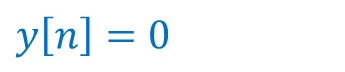 y[n] = 0